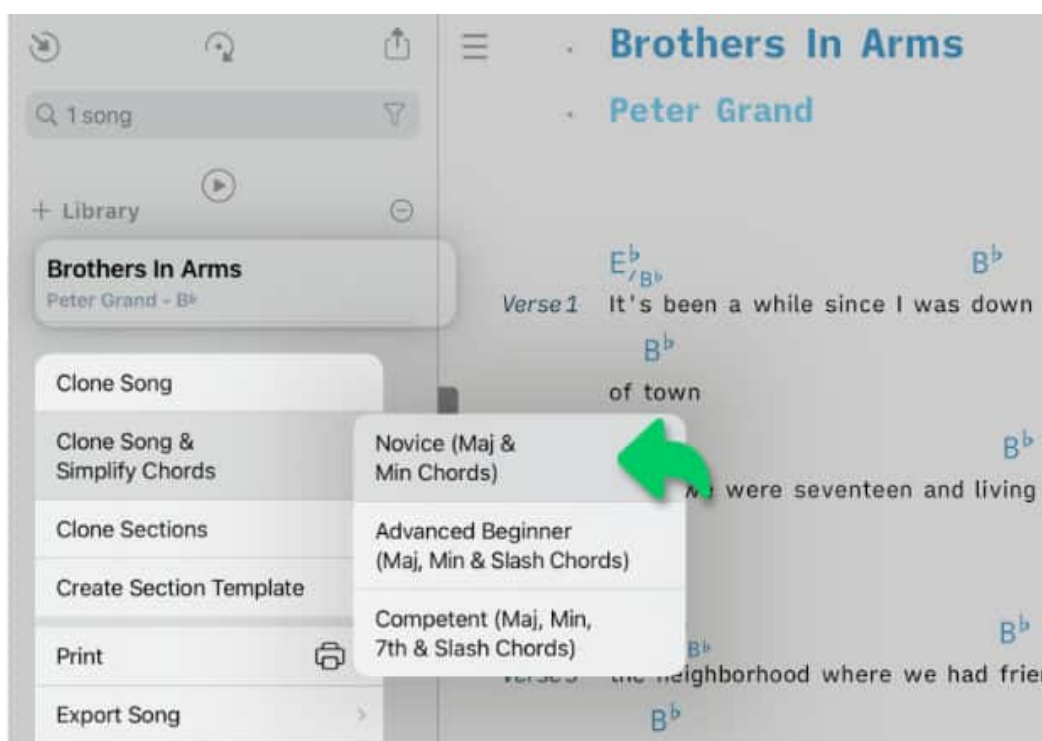 Brothers In Arms
Peter Grand
1 song
+ Library
Brothers In Arms
Peter Grand - B♭
Clone Song
Clone Song &
Simplify Chords
Clone Sections
Create Section Template
Print
Export Song
Novice (Maj &
Min Chords)
Advanced Beginner
(Maj, Min & Slash Chords)
Competent (Maj, Min,
7th & Slash Chords)
E♭/B♭ B♭
Verse 1 It's been a while since I was down
B♭
of town
B♭
we were seventeen and living
B♭ B♭
the neighborhood where we had frie
B♭